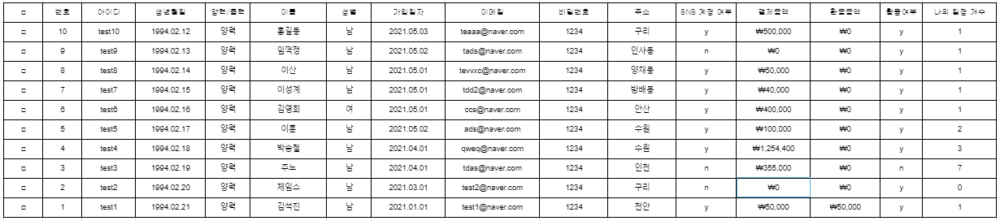 □ 번호 아이디 생년월일 양력/음력 이름 성별 가입일자 이메일 비밀번호 주소 SNS 계정 여부 결제금액 환불금액 활동여부 나의 일정 개수
□ 10 test10 1994.02.12 양력 홍길동 남 2021.05.03 teaaa@naver.com 1234 구리 y ₩500,000 ₩0 y 1
□ 9 test9 1994.02.13 양력 임꺽정 남 2021.05.02 tads@naver.com 1234 인사동 n ₩0 ₩0 y 1
□ 8 test8 1994.02.14 양력 이산 남 2021.05.01 tevvxc@naver.com 1234 양재동 y ₩50,000 ₩0 y 1
□ 7 test7 1994.02.15 양력 이성계 남 2021.05.01 tdd2@naver.com 1234 방배동 y ₩40,000 ₩0 y 1
□ 6 test6 1994.02.16 양력 김영희 여 2021.05.01 ccs@naver.com 1234 안산 y ₩400,000 ₩0 y 1
□ 5 test5 1994.02.17 양력 이훈 남 2021.05.02 ads@naver.com 1234 수원 y ₩100,000 ₩0 y 2
□ 4 test4 1994.02.18 양력 박승철 남 2021.04.01 qweq@naver.com 1234 수원 y ₩1,254,400 ₩0 y 3
□ 3 test3 1994.02.19 양력 주노 남 2021.04.01 tdas@naver.com 1234 인천 n ₩355,000 ₩0 n 7
□ 2 test2 1994.02.20 양력 제임스 남 2021.03.01 test2@naver.com 1234 구리 n ₩0 ₩0 y 0
□ 1 test1 1994.02.21 양력 김석진 남 2021.01.01 test1@naver.com 1234 천안 y ₩50,000 ₩50,000 y 1